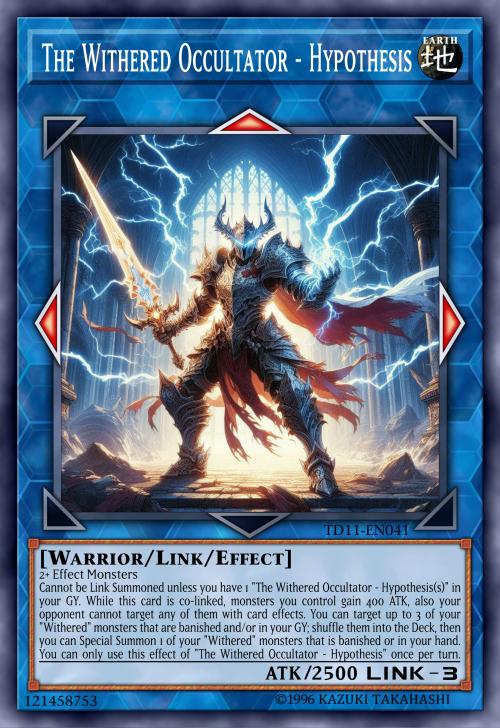 The Withered Occultator - Hypothesis
EARTH
地
TD11-EN041
[Warrior/Link/Effect]
2+ Effect Monsters
Cannot be Link Summoned unless you have 1 "The Withered Occultator - Hypothesis(s)" in
your GY. While this card is co-linked, monsters you control gain 400 ATK, also your
opponent cannot target any of them with card effects. You can target up to 3 of your
"Withered" monsters that are banished and/or in your GY; shuffle them into the Deck, then
you can Special Summon 1 of your "Withered" monsters that is banished or in your hand.
You can only use this effect of "The Withered Occultator - Hypothesis" once per turn.
ATK/2500 LINK-3
121458753 ©1996 KAZUKI TAKAHASHI